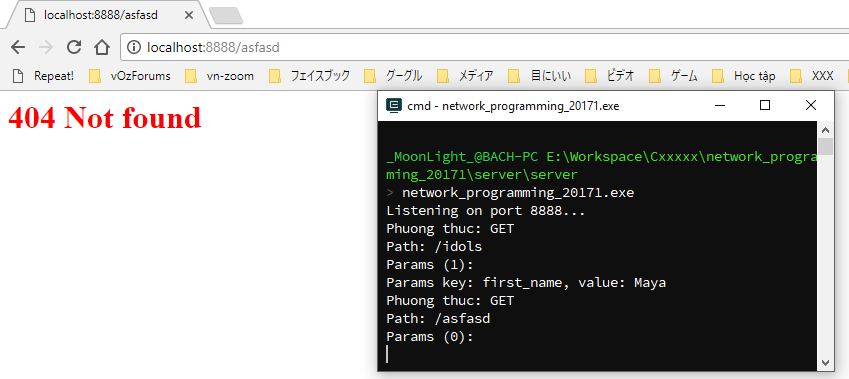 localhost:8888/asfasd
localhost:8888/asfasd
Repeat! vOzForums vn-zoom フェイスブック グーグル メディア 目にいい ビデオ ゲーム Học tập XXX
404 Not found
cmd - network_programming_20171.exe
_MoonLight_@BACH-PC E:\Workspace\Cxxxxx\network_progra
ming_20171\server\server
> network_programming_20171.exe
Listening on port 8888...
Phuong thuc: GET
Path: /idols
Params (1):
Params key: first_name, value: Maya
Phuong thuc: GET
Path: /asfasd
Params (0):